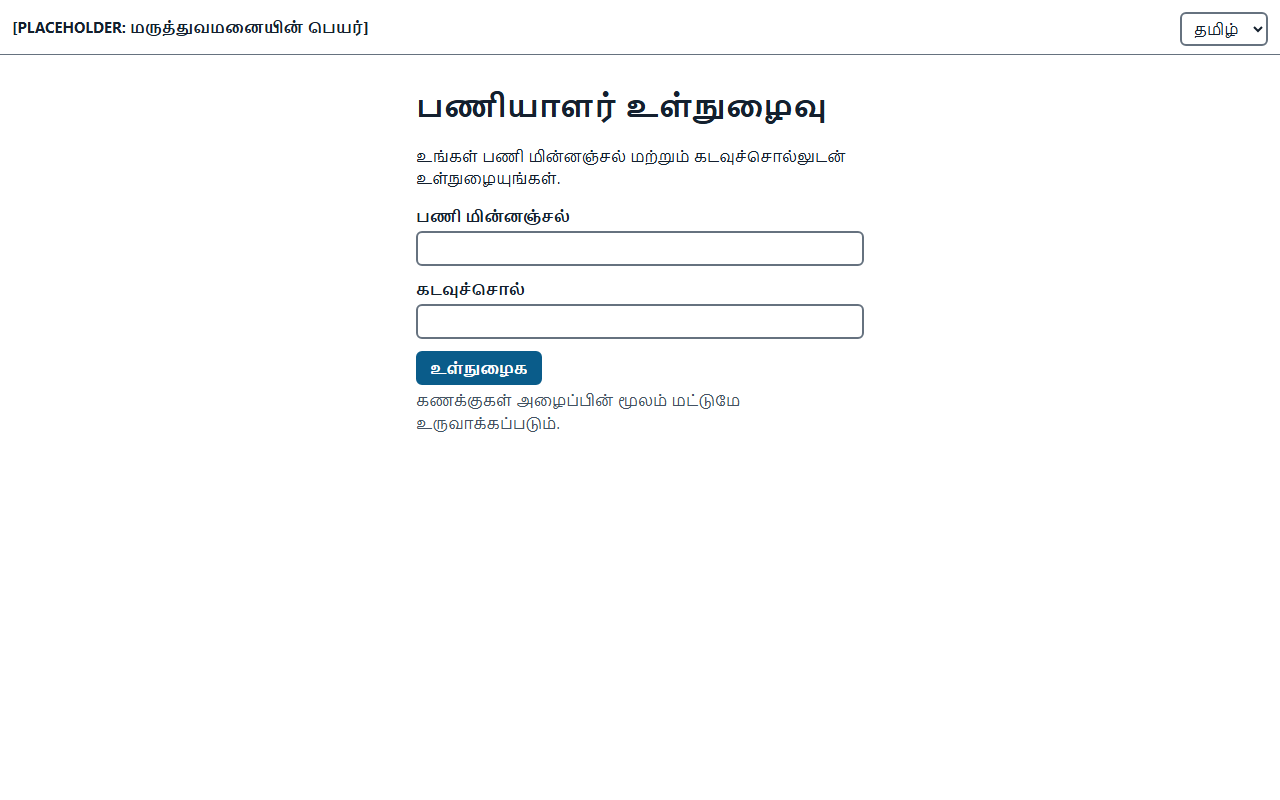 [PLACEHOLDER: மருத்துவமனையின் பெயர்]
தமிழ்
பணியாளர் உள்நுழைவு
உங்கள் பணி மின்னஞ்சல் மற்றும் கடவுச்சொல்லுடன்
உள்நுழையுங்கள்.
பணி மின்னஞ்சல்
கடவுச்சொல்
உள்நுழைக
கணக்குகள் அழைப்பின் மூலம் மட்டுமே
உருவாக்கப்படும்.